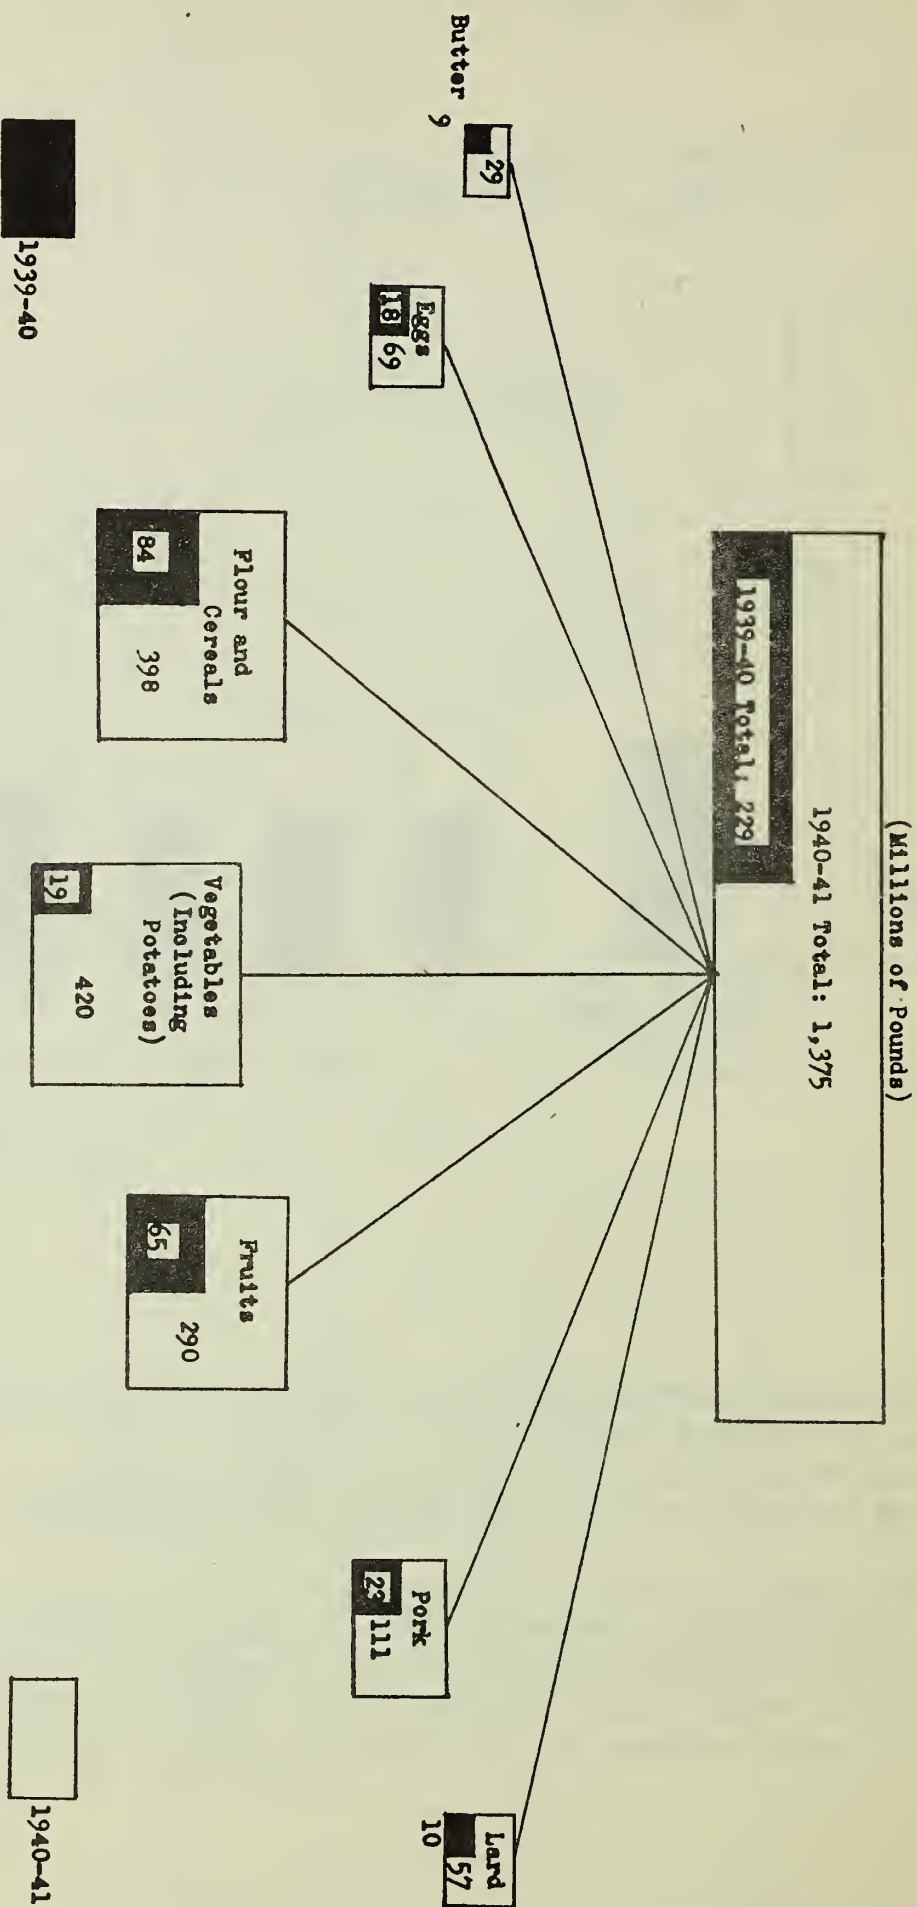 (Millions of Pounds)
1940-41 Total: 1,375
1939-40 Total: 229
Butter 9
29
Eggs
18 69
Flour and
Cereals
84
398
Vegetables
(Including
Potatoes)
19
420
Fruits
65
290
Pork
23 111
Lard
57
10
1939-40
1940-41